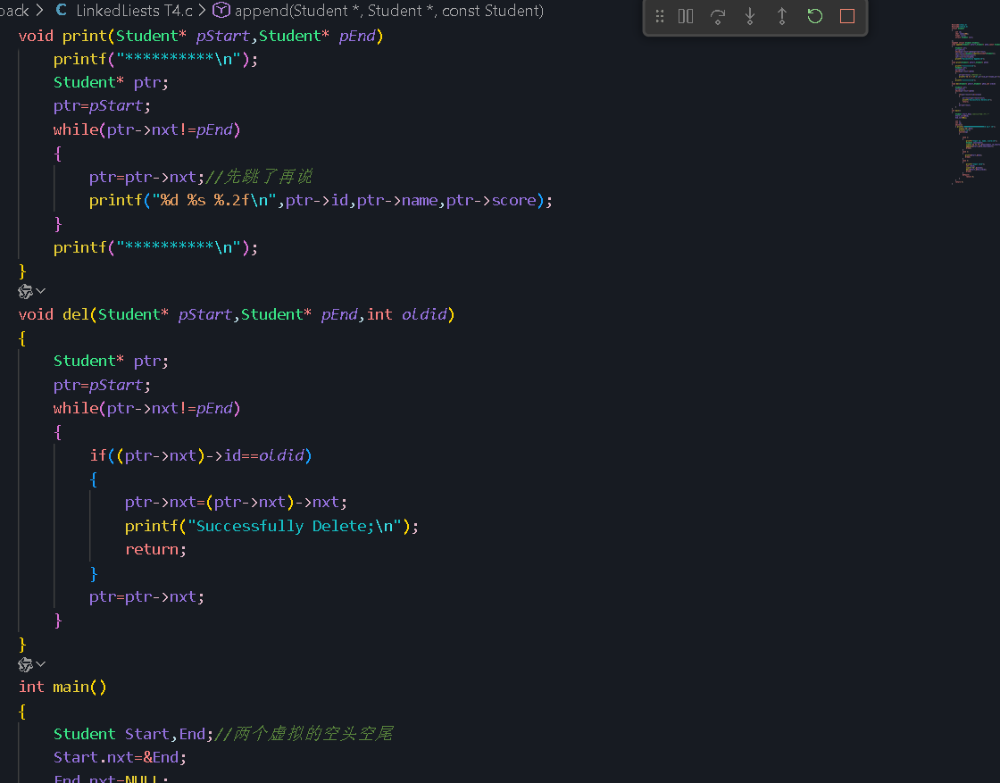 back > C LinkedLiests T4.c > append(Student *, Student *, const Student)
void print(Student* pStart,Student* pEnd)
printf("**********\n");
Student* ptr;
ptr=pStart;
while(ptr->nxt!=pEnd)
{
ptr=ptr->nxt;//先跳了再说
printf("%d %s %.2f\n",ptr->id,ptr->name,ptr->score);
}
printf("**********\n");
}
void del(Student* pStart,Student* pEnd,int oldid)
{
Student* ptr;
ptr=pStart;
while(ptr->nxt!=pEnd)
{
if((ptr->nxt)->id==oldid)
{
ptr->nxt=(ptr->nxt)->nxt;
printf("Successfully Delete;\n");
return;
}
ptr=ptr->nxt;
}
}
int main()
{
Student Start,End;//两个虚拟的空头空尾
Start.nxt=&End;
End.nxt=NULL;